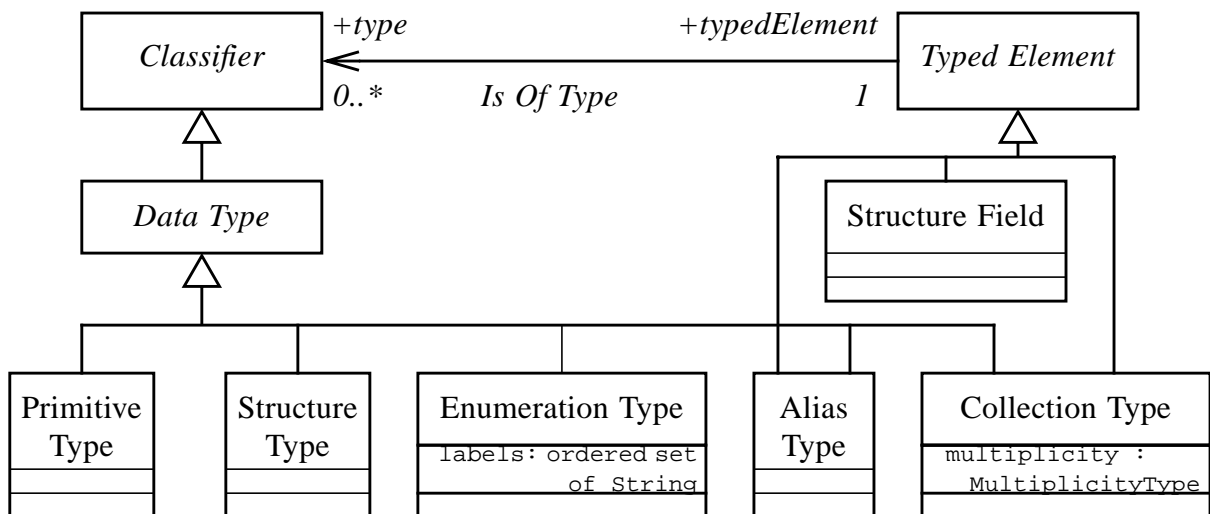 +type
+typedElement
Classifier
Typed Element
0..*
Is Of Type
1
Data Type
Structure Field
Primitive
Type
Structure
Type
Enumeration Type
labels: ordered set
of String
Alias
Type
Collection Type
multiplicity :
MultiplicityType